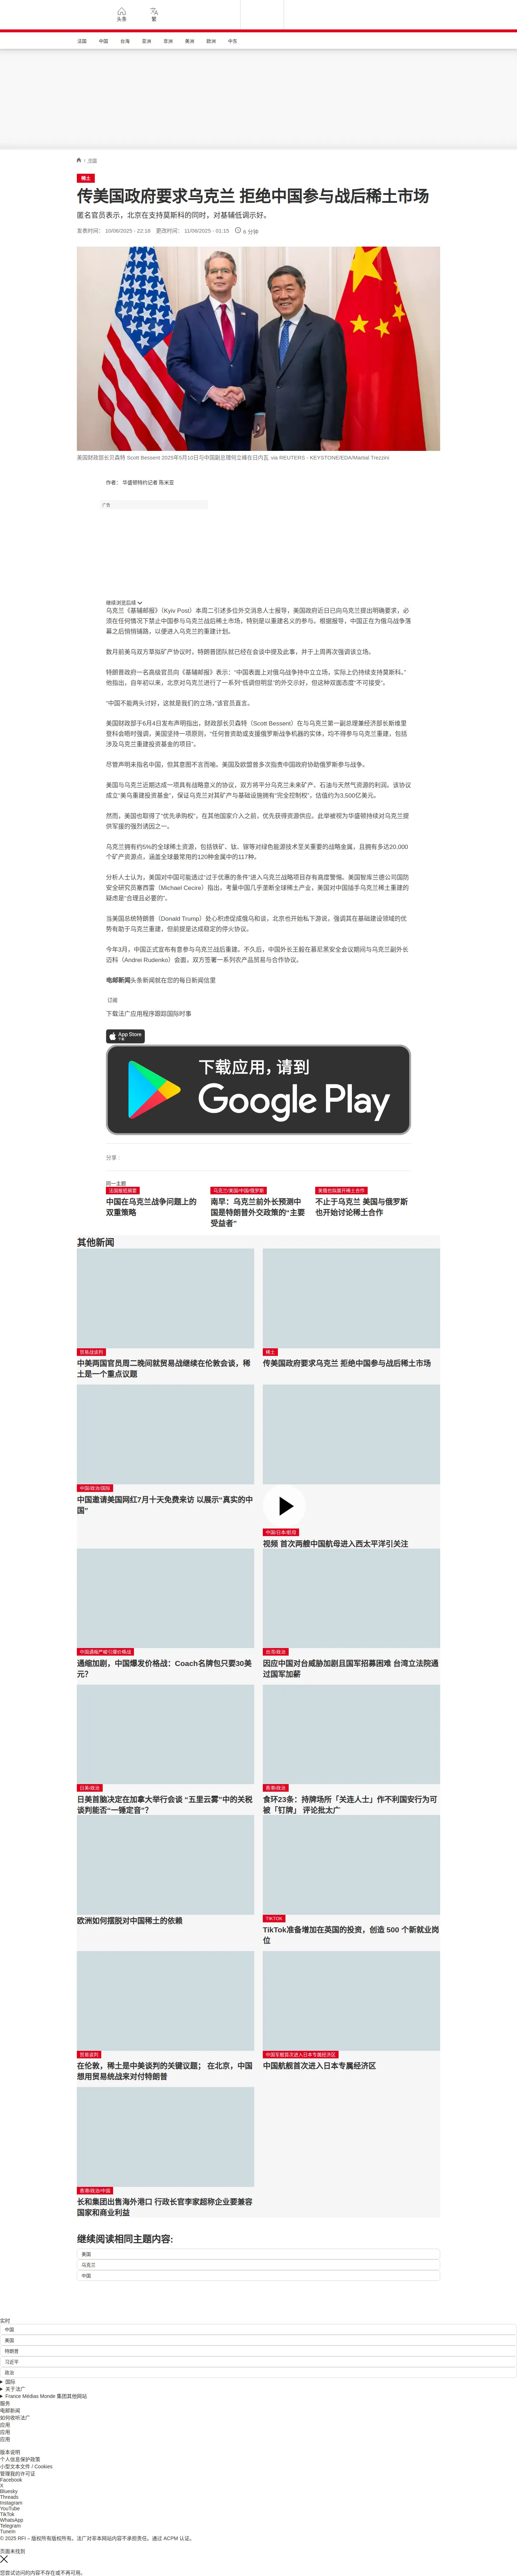 头条
繁
法国
中国
台海
亚洲
非洲
美洲
欧洲
中东
/ 中国
稀土
传美国政府要求乌克兰 拒绝中国参与战后稀土市场
匿名官员表示，北京在支持莫斯科的同时，对基辅低调示好。
发表时间： 10/06/2025 - 22:18 更改时间： 11/06/2025 - 01:15 6 分钟
美国财政部长贝森特 Scott Bessent 2025年5月10日与中国副总理何立峰在日内瓦 via REUTERS - KEYSTONE/EDA/Martial Trezzini
作者： 华盛顿特约记者 陈米亚
广告
继续浏览后续
乌克兰《基辅邮报》（Kyiv Post）本周二引述多位外交消息人士报导，美国政府近日已向乌克兰提出明确要求，必
须在任何情况下禁止中国参与乌克兰战后稀土市场，特别是以重建名义的参与。根据报导，中国正在为俄乌战争落
幕之后悄悄铺路，以便进入乌克兰的重建计划。
数月前美乌双方草拟矿产协议时，特朗普团队就已经在会谈中提及此事，并于上周再次强调该立场。
特朗普政府一名高级官员向《基辅邮报》表示：“中国表面上对俄乌战争持中立立场，实际上仍持续支持莫斯科。”
他指出，自年初以来，北京对乌克兰进行了一系列“低调但明显”的外交示好，但这种双面态度“不可接受”。
“中国不能两头讨好，这就是我们的立场，”该官员直言。
美国财政部于6月4日发布声明指出，财政部长贝森特（Scott Bessent）在与乌克兰第一副总理兼经济部长斯维里
登科会晤时强调，美国坚持一项原则，“任何曾资助或支援俄罗斯战争机器的实体，均不得参与乌克兰重建，包括
涉及乌克兰重建投资基金的项目”。
尽管声明未指名中国，但其意图不言而喻。美国及欧盟曾多次指责中国政府协助俄罗斯参与战争。
美国与乌克兰近期达成一项具有战略意义的协议，双方将平分乌克兰未来矿产、石油与天然气资源的利润。该协议
成立“美乌重建投资基金”，保证乌克兰对其矿产与基础设施拥有“完全控制权”，估值约为3,500亿美元。
然而，美国也取得了“优先承购权”，在其他国家介入之前，优先获得资源供应。此举被视为华盛顿持续对乌克兰提
供军援的强烈诱因之一。
乌克兰拥有约5%的全球稀土资源，包括铁矿、钛、镓等对绿色能源技术至关重要的战略金属，且拥有多达20,000
个矿产资源点，涵盖全球最常用的120种金属中的117种。
分析人士认为，美国对中国可能透过“过于优惠的条件”进入乌克兰战略项目存有高度警惕。美国智库兰德公司国防
安全研究员塞西雷（Michael Cecire）指出，考量中国几乎垄断全球稀土产业，美国对中国插手乌克兰稀土重建的
疑虑是“合理且必要的”。
当美国总统特朗普（Donald Trump）处心积虑促成俄乌和谈，北京也开始私下游说，强调其在基础建设领域的优
势有助于乌克兰重建，但前提是达成稳定的停火协议。
今年3月，中国正式宣布有意参与乌克兰战后重建。不久后，中国外长王毅在慕尼黑安全会议期间与乌克兰副外长
迈科（Andrei Rudenko）会面，双方签署一系列农产品贸易与合作协议。
电邮新闻头条新闻就在您的每日新闻信里
订阅
下载法广应用程序跟踪国际时事
App Store
下载
下载应用，请到
Google Play
分享 :
同一主题
法国报纸摘要
中国在乌克兰战争问题上的双重策略
乌克兰/美国/中国/俄罗斯
南早：乌克兰前外长预测中国是特朗普外交政策的“主要受益者”
美俄也拟展开稀土合作
不止于乌克兰 美国与俄罗斯也开始讨论稀土合作
其他新闻
贸易战谈判
中美两国官员周二晚间就贸易战继续在伦敦会谈，稀土是一个重点议题
稀土
传美国政府要求乌克兰 拒绝中国参与战后稀土市场
中国/政治/国际
中国邀请美国网红7月十天免费来访 以展示”真实的中国”
中国/日本/航母
视频 首次两艘中国航母进入西太平洋引关注
中国通缩严峻引爆价格战
通缩加剧，中国爆发价格战：Coach名牌包只要30美元？
台湾/政治
因应中国对台威胁加剧且国军招募困难 台湾立法院通过国军加薪
日美/政治
日美首脑决定在加拿大举行会谈 “五里云雾”中的关税谈判能否“一锤定音”？
香港/政治
食环23条：持牌场所「关连人士」作不利国安行为可被「钉牌」 评论批太广
欧洲如何摆脱对中国稀土的依赖
TIKTOK
TikTok准备增加在英国的投资，创造 500 个新就业岗位
贸易谈判
在伦敦，稀土是中美谈判的关键议题； 在北京，中国想用贸易统战来对付特朗普
中国军舰首次进入日本专属经济区
中国航舰首次进入日本专属经济区
香港/政治/中国
长和集团出售海外港口 行政长官李家超称企业要兼容国家和商业利益
继续阅读相同主题内容:
美国
乌克兰
中国
实时
中国
美国
特朗普
习近平
政治
国际
关于法广
France Médias Monde 集团其他网站
服务
电邮新闻
如何收听法广
应用
应用
应用
版本说明
个人信息保护政策
小型文本文件 / Cookies
管理我的许可证
Facebook
X
Bluesky
Threads
Instagram
YouTube
TikTok
WhatsApp
Telegram
TuneIn
© 2025 RFI – 版权所有版权所有。法广对非本网站内容不承担责任。通过 ACPM 认证。
页面未找到
您尝试访问的内容不存在或不再可用。